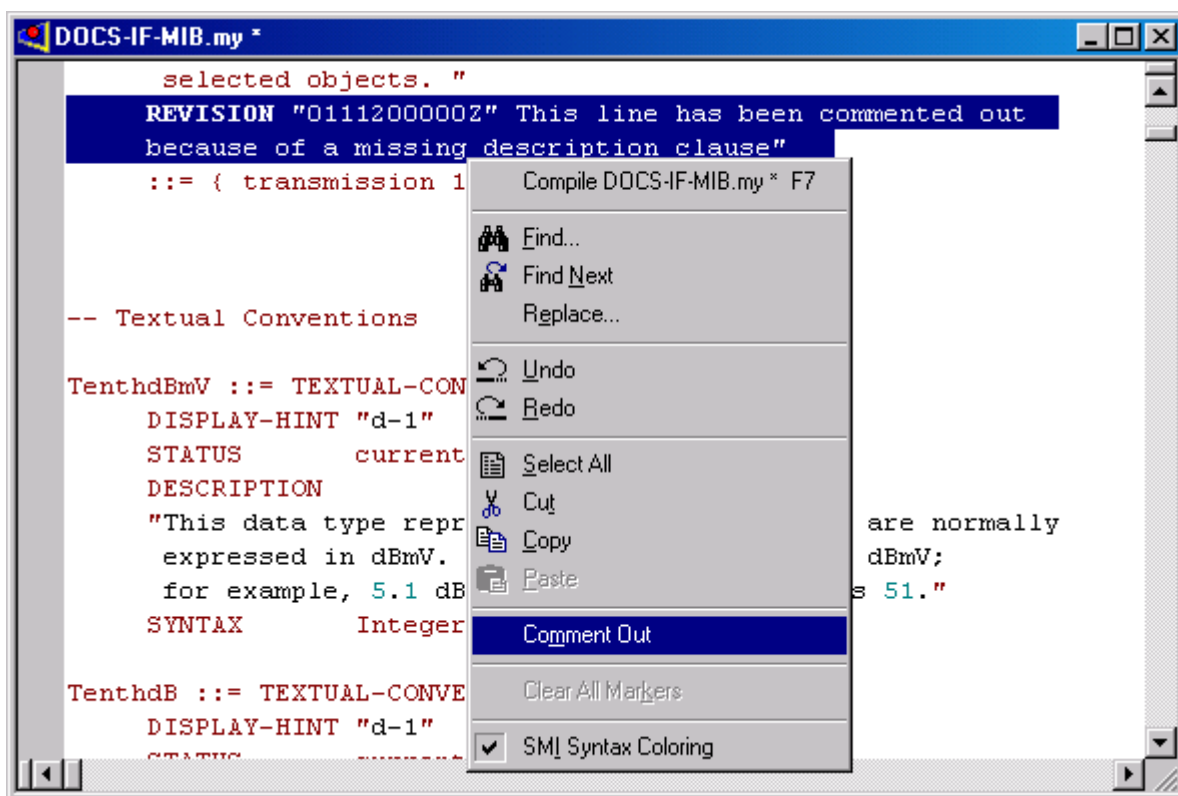 DOCS-IF-MIB.my *
selected objects. "
REVISION "01112000000Z" This line has been commented out
because of a missing description clause"
::= { transmission 1
Compile DOCS-IF-MIB.my * F7
Find...
Find Next
Replace...
-- Textual Conventions
Undo
TenthdBmV ::= TEXTUAL-CON
Redo
DISPLAY-HINT "d-1"
STATUS current
Select All
DESCRIPTION
Cut
"This data type repr are normally
Copy
expressed in dBmV. dBmV;
Paste
for example, 5.1 dB s 51."
SYNTAX Integer
Comment Out
Clear All Markers
TenthdB ::= TEXTUAL-CONVE
DISPLAY-HINT "d-1"
SMI Syntax Coloring